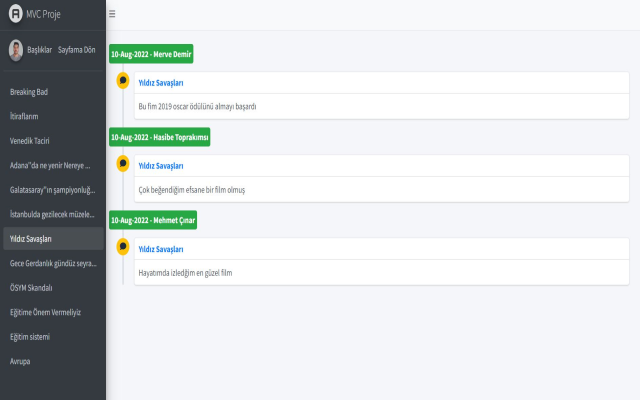 MVC Proje
Başlıklar Sayfama Dön
Breaking Bad
İtiraflarım
Venedik Taciri
Adana''da ne yenir Nereye ...
Galatasaray''ın şampiyonluğ...
İstanbulda gezilecek müzele...
Yıldız Savaşları
Gece Gerdanlık gündüz seyra...
ÖSYM Skandalı
Eğitime Önem Vermeliyiz
Eğitim sistemi
Avrupa
10-Aug-2022 - Merve Demir
Yıldız Savaşları
Bu fim 2019 oscar ödülünü almayı başardı
10-Aug-2022 - Hasibe Toprakımsı
Yıldız Savaşları
Çok beğendiğim efsane bir film olmuş
10-Aug-2022 - Mehmet Çınar
Yıldız Savaşları
Hayatımda izledğim en güzel film